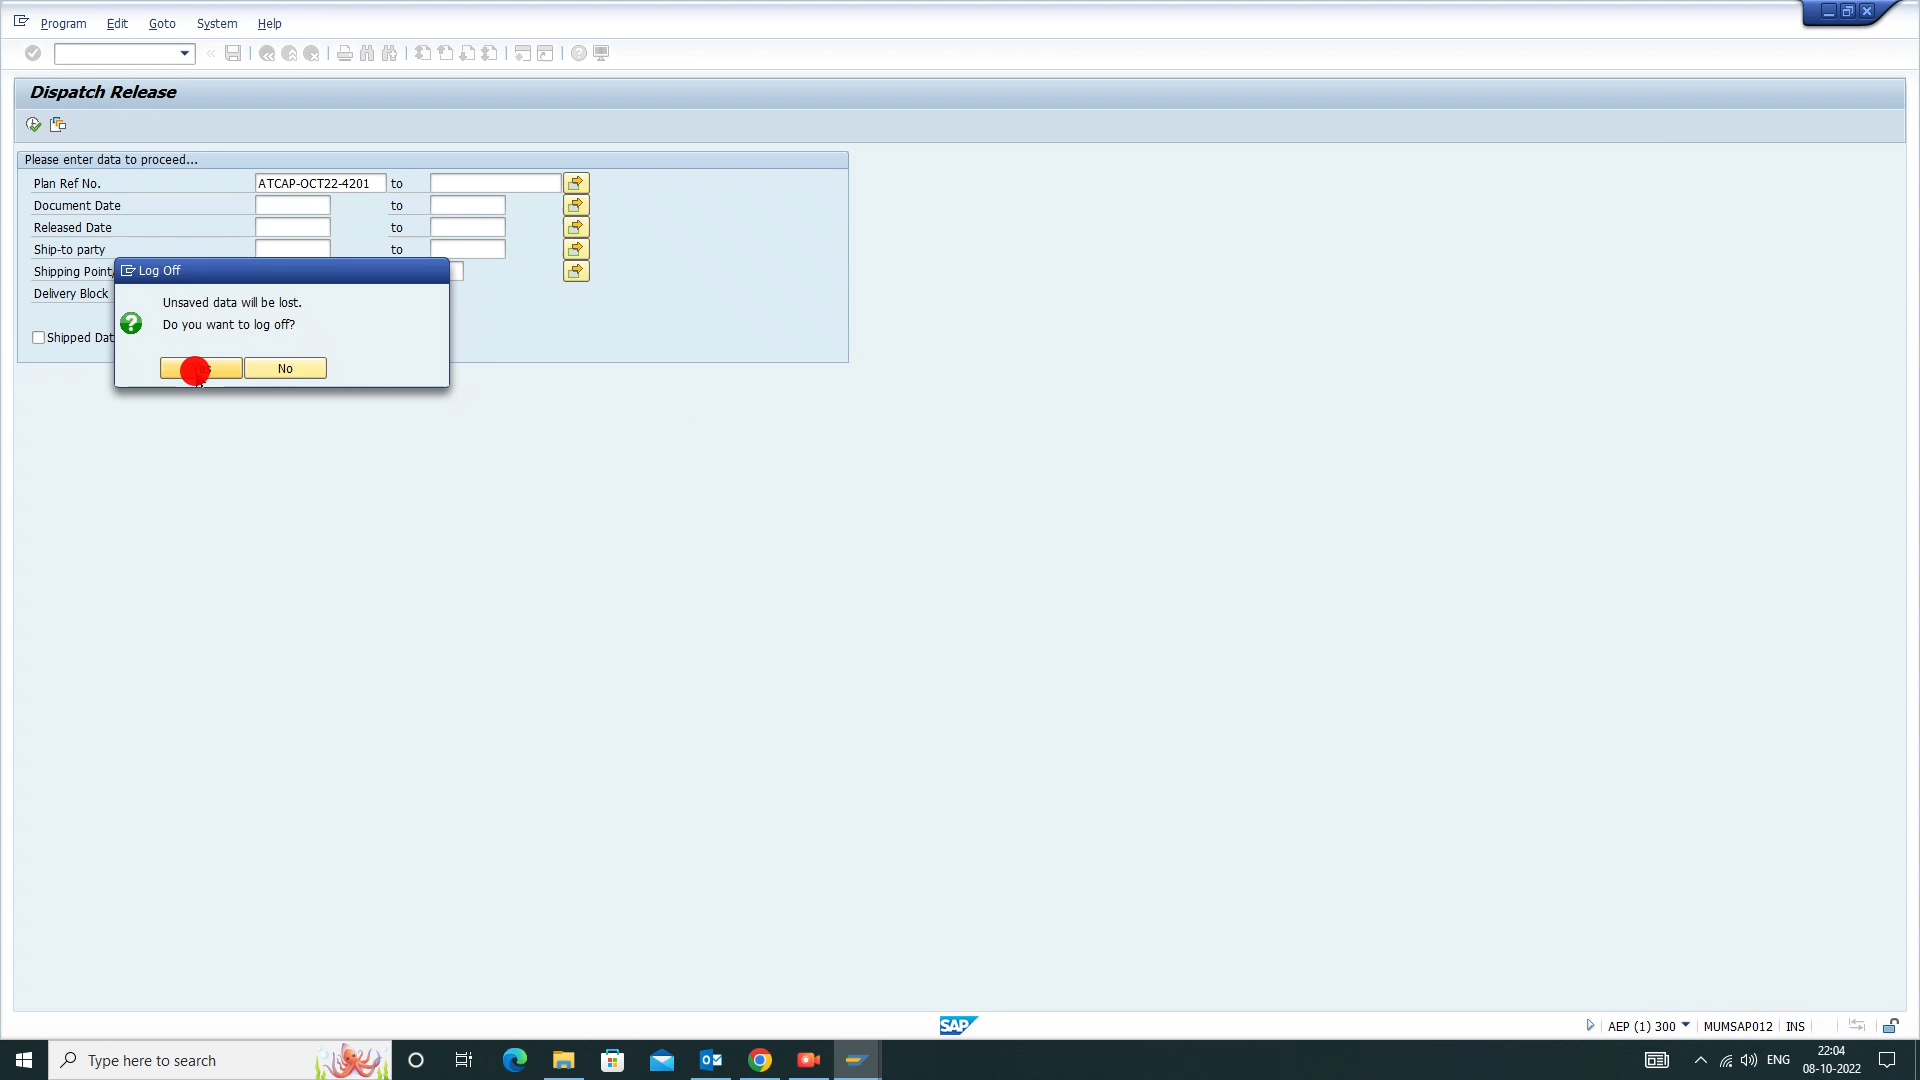 Program Edit Goto System Help
Dispatch Release
Please enter data to proceed...
Plan Ref No. ATCAP-OCT22-4201 to
Document Date to
Released Date to
Ship-to party to
Shipping Point
Delivery Block
Log Off
Unsaved data will be lost.
Do you want to log off?
No
Shipped Dat
SAP
AEP (1) 300 MUMSAP012 INS
Type here to search
ENG
22:04
08-10-2022